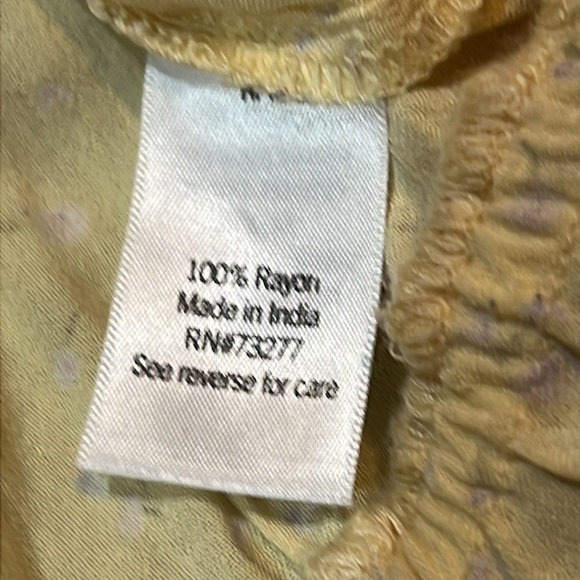 100% Rayon
Made in India
RN#73277
See reverse for care